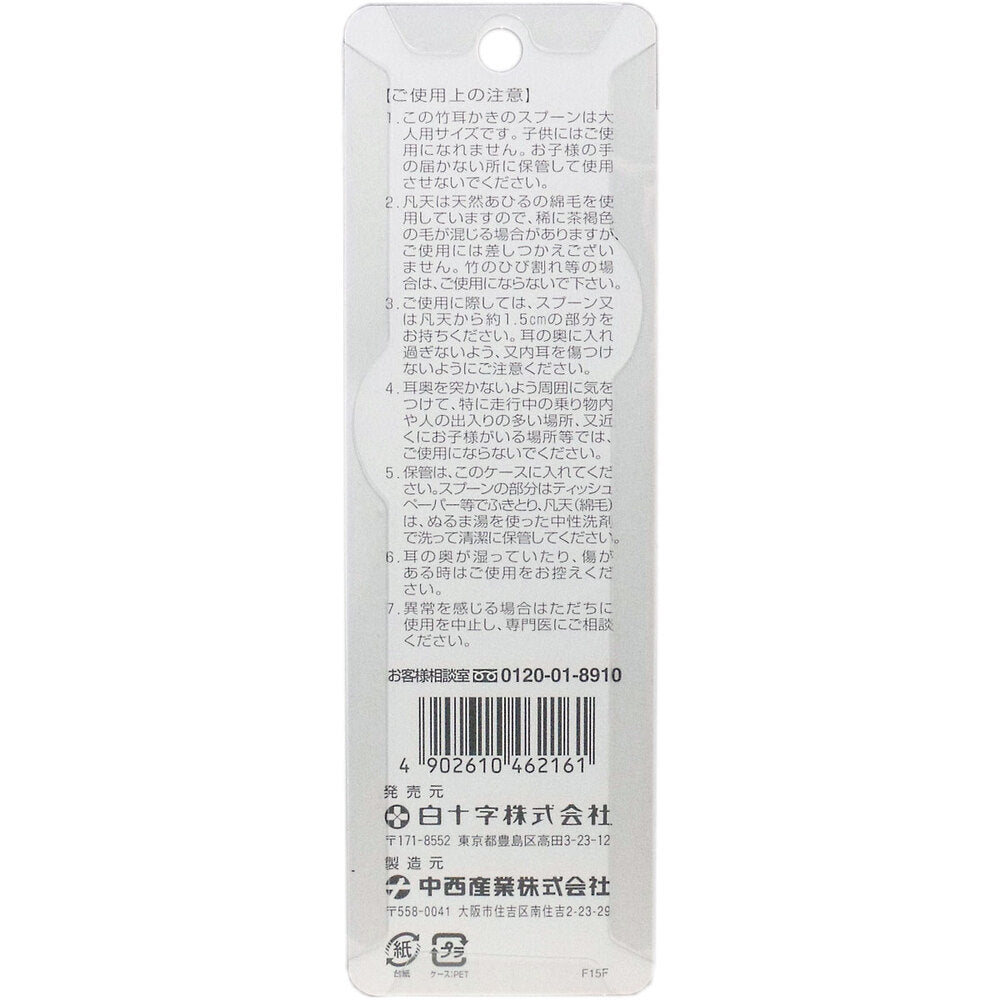 【ご使用上の注意】
1.この竹耳かきのスプーンは大
人用サイズです。子供にはご使
用になれません。お子様の手
の届かない所に保管して使用
させないでください。
2.凡天は天然あひるの綿毛を使
用していますので、稀に茶褐色
の毛が混じる場合がありますが、
ご使用には差しつかえござい
ません。竹のひび割れ等の場
合は、ご使用にならないで下さい。
3.ご使用に際しては、スプーン又
は凡天から約1.5cmの部分を
お持ちください。耳の奥に入れ
過ぎないよう、又内耳を傷つけ
ないようにご注意ください。
4.耳奥を突かないよう周囲に気を
つけて、特に走行中の乗り物内
や人の出入りの多い場所、又近
くにお子様がいる場所等では、
ご使用にならないでください。
5.保管は、このケースに入れてくだ
さい。スプーンの部分はティッシュ
ペーパー等でふきとり、凡天（綿毛）
は、ぬるま湯を使った中性洗剤
で洗って清潔に保管してください。
6.耳の奥が湿っていたり、傷が
ある時はご使用をお控えくだ
さい。
7.異常を感じる場合はただちに
使用を中止し、専門医にご相談
ください。
お客様相談室 0120-01-8910
4 902610 462161
発売元
白十字株式会社
〒171-8552 東京都豊島区高田3-23-12
製造元
中西産業株式会社
〒558-0041 大阪市住吉区南住吉2-23-29
紙 プラ
台紙 ケース:PET F15F